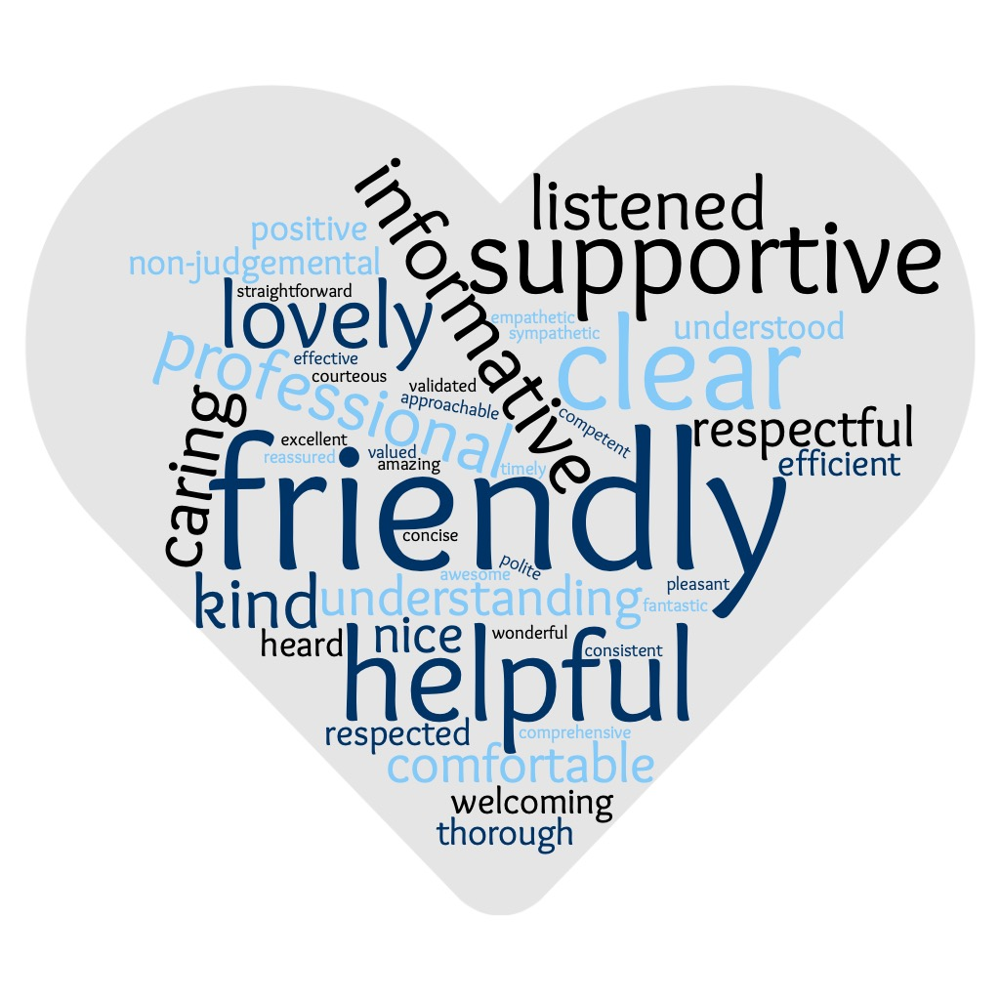 informative
listened
supportive
positive
non-judgemental
straightforward
lovely
empathetic
sympathetic
understood
clear
professional
effective
courteous
validated
approachable
competent
respectful
efficient
caring
excellent
reassured
valued
amazing
timely
friendly
concise
polite
awesome
pleasant
kind
understanding
fantastic
heard
nice
wonderful
consistent
helpful
respected
comprehensive
comfortable
welcoming
thorough